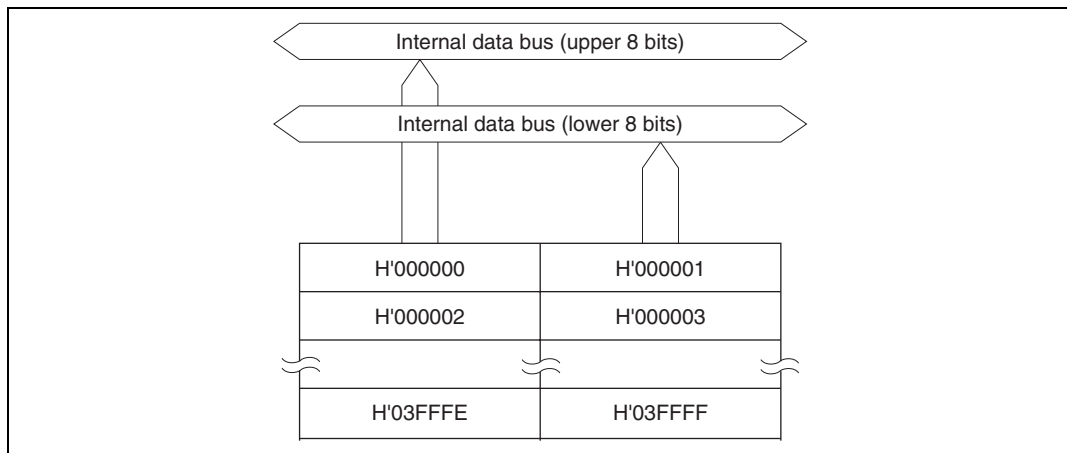 Internal data bus (upper 8 bits)
Internal data bus (lower 8 bits)
H'000000 H'000001
H'000002 H'000003
H'03FFFE H'03FFFF